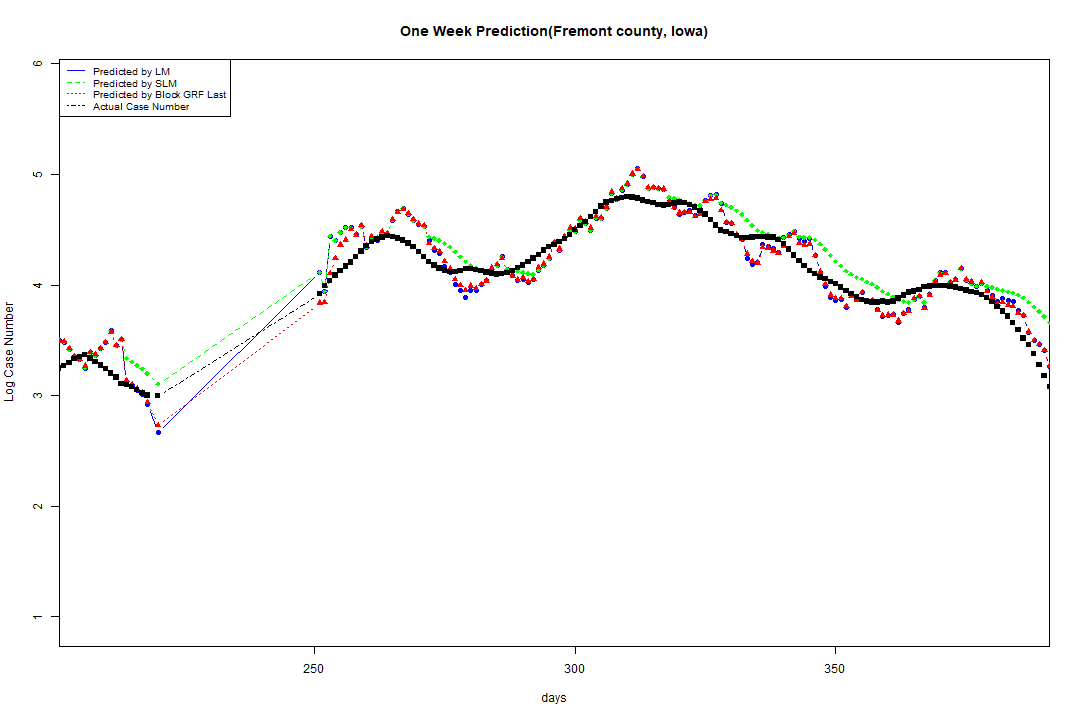 One Week Prediction(Fremont county, Iowa)
Predicted by LM
Predicted by SLM
Predicted by Block GRF Last
Actual Case Number
6
5
4
3
2
1
Log Case Number
250
300
350
days